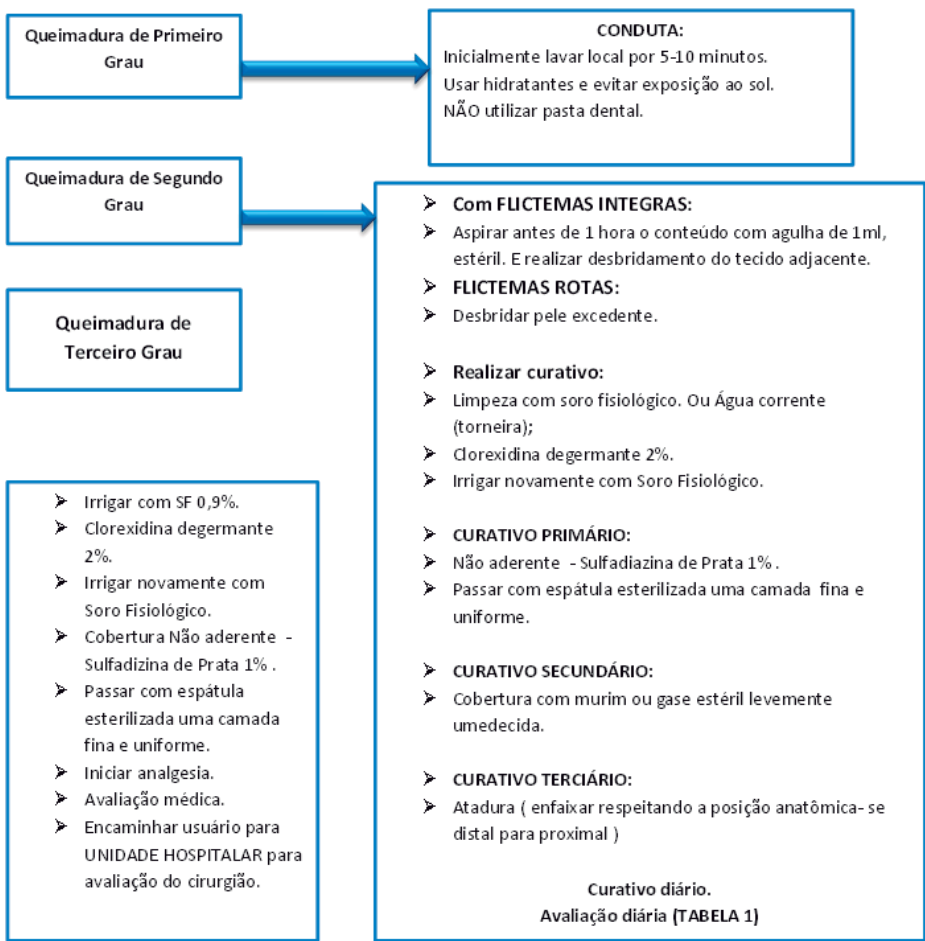 Queimadura de Primeiro
Grau
CONDUTA:
Inicialmente lavar local por 5-10 minutos.
Usar hidratantes e evitar exposição ao sol.
NÃO utilizar pasta dental.
Queimadura de Segundo
Grau
➢ Com FLICTEMAS INTEGRAS:
➢ Aspirar antes de 1 hora o conteúdo com agulha de 1ml,
estéril. E realizar desbridamento do tecido adjacente.
➢ FLICTEMAS ROTAS:
➢ Desbridar pele excedente.
➢ Realizar curativo:
➢ Limpeza com soro fisiológico. Ou Água corrente
(torneira);
➢ Clorexidina degermante 2%.
➢ Irrigar novamente com Soro Fisiológico.
➢ CURATIVO PRIMÁRIO:
➢ Não aderente - Sulfadiazina de Prata 1% .
➢ Passar com espátula esterilizada uma camada fina e
uniforme.
➢ CURATIVO SECUNDÁRIO:
➢ Cobertura com murim ou gase estéril levemente
umedecida.
➢ CURATIVO TERCIÁRIO:
➢ Atadura ( enfaixar respeitando a posição anatômica- se
distal para proximal )
Curativo diário.
Avaliação diária (TABELA 1)
Queimadura de
Terceiro Grau
➢ Irrigar com SF 0,9%.
➢ Clorexidina degermante
2%.
➢ Irrigar novamente com
Soro Fisiológico.
➢ Cobertura Não aderente -
Sulfadizina de Prata 1% .
➢ Passar com espátula
esterilizada uma camada
fina e uniforme.
➢ Iniciar analgesia.
➢ Avaliação médica.
➢ Encaminhar usuário para
UNIDADE HOSPITALAR para
avaliação do cirurgião.